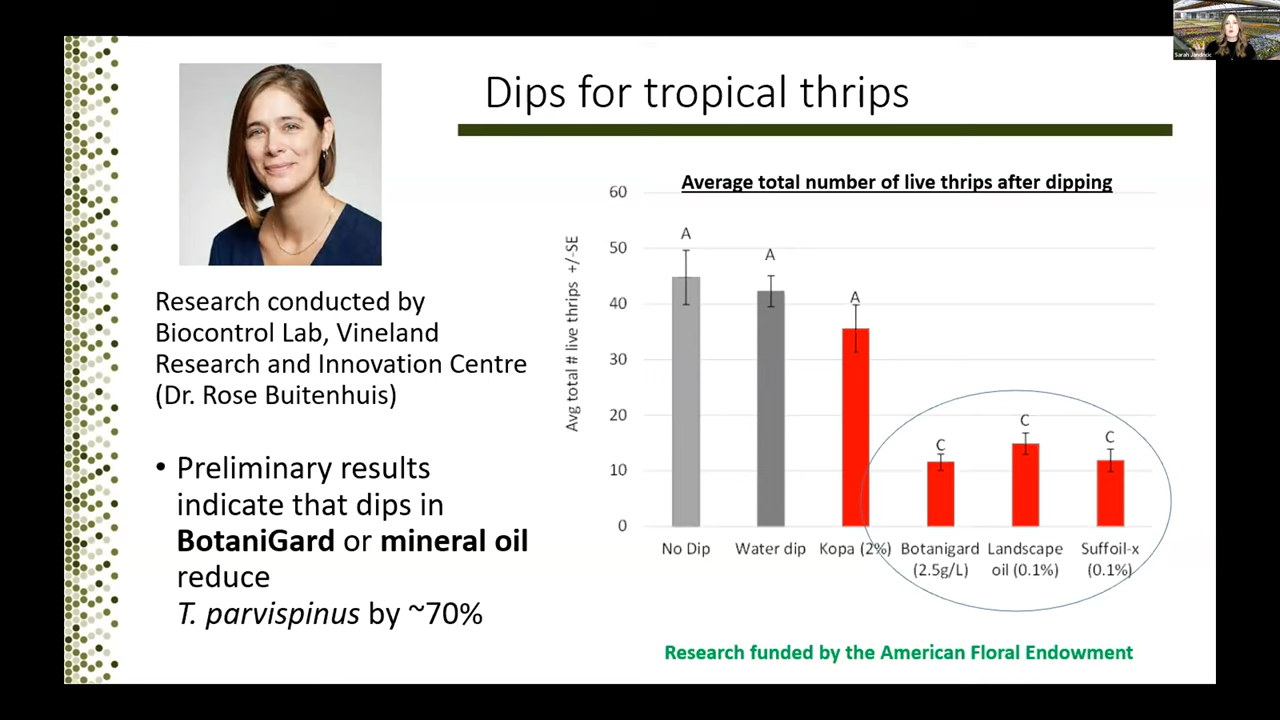 Sarah Jandricic
Dips for tropical thrips
Research conducted by
Biocontrol Lab, Vineland
Research and Innovation Centre
(Dr. Rose Buitenhuis)
• Preliminary results
indicate that dips in
BotaniGard or mineral oil
reduce
T. parvispinus by ~70%
Average total number of live thrips after dipping
Avg total # live thrips +/-SE
60
50
40
30
20
10
0
A
A
A
C
C
C
No Dip
Water dip
Kopa (2%)
Botanigard
(2.5g/L)
Landscape
oil (0.1%)
Suffoil-x
(0.1%)
Research funded by the American Floral Endowment